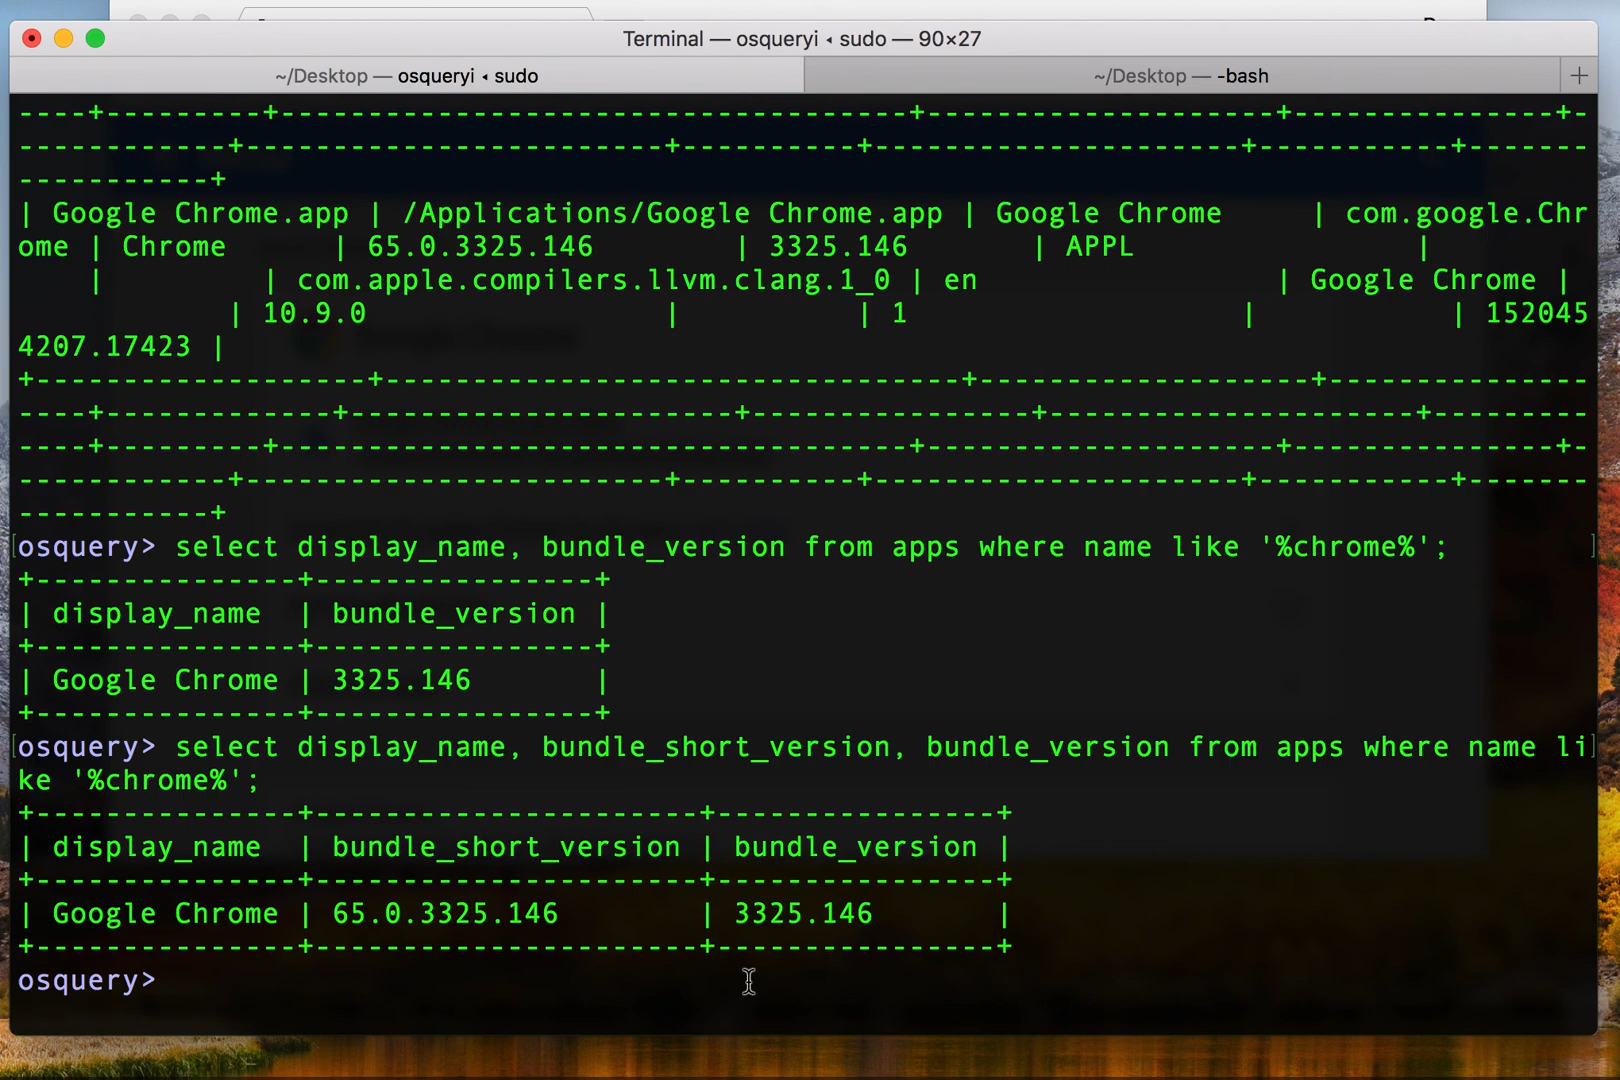 Terminal — osqueryi ◂ sudo — 90×27
~/Desktop — osqueryi ◂ sudo
~/Desktop — -bash
+
----+---------+------------------------------------+--------------------+---------------+-
------------+------------------------+----------+---------------------+-----------+-------
-----------+
| Google Chrome.app | /Applications/Google Chrome.app | Google Chrome     | com.google.Chr
ome | Chrome      | 65.0.3325.146        | 3325.146       | APPL                |
    |         | com.apple.compilers.llvm.clang.1_0 | en                 | Google Chrome |
            | 10.9.0                 |          | 1                   |           | 152045
4207.17423 |
+-------------------+---------------------------------+-------------------+---------------
----+-------------+----------------------+----------------+---------------------+---------
----+---------+------------------------------------+--------------------+---------------+-
------------+------------------------+----------+---------------------+-----------+-------
-----------+
[osquery> select display_name, bundle_version from apps where name like '%chrome%';        ]
+---------------+----------------+
| display_name  | bundle_version |
+---------------+----------------+
| Google Chrome | 3325.146       |
+---------------+----------------+
[osquery> select display_name, bundle_short_version, bundle_version from apps where name li]
ke '%chrome%';
+---------------+----------------------+----------------+
| display_name  | bundle_short_version | bundle_version |
+---------------+----------------------+----------------+
| Google Chrome | 65.0.3325.146        | 3325.146       |
+---------------+----------------------+----------------+
osquery>